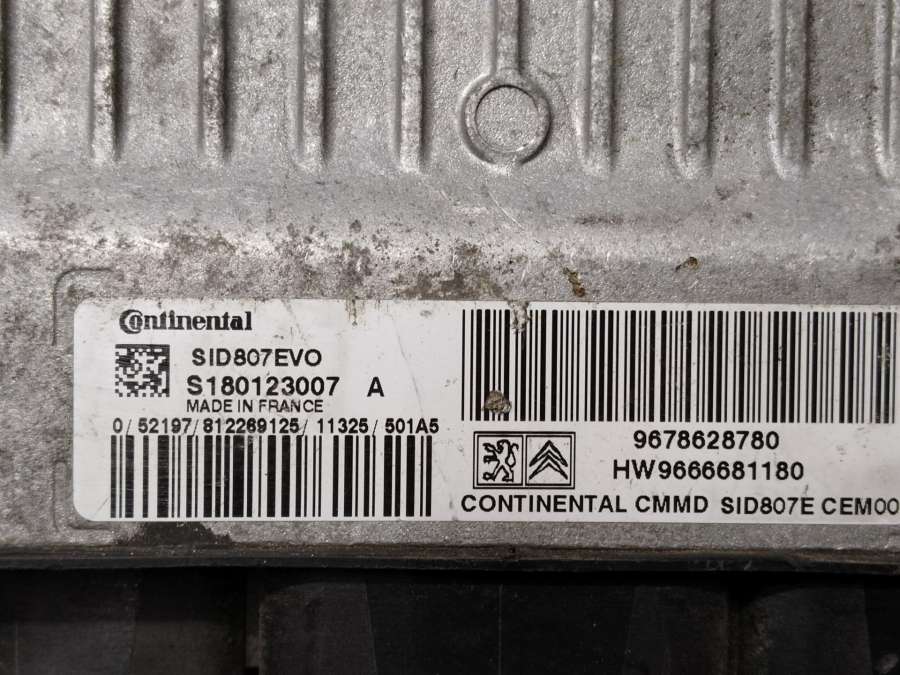 Continental
SID807EVO
S180123007 A
MADE IN FRANCE
0/ 52197/ 812269125/ 11325/ 501A5
9678628780
HW9666681180
CONTINENTAL CMMD SID807E CEM00